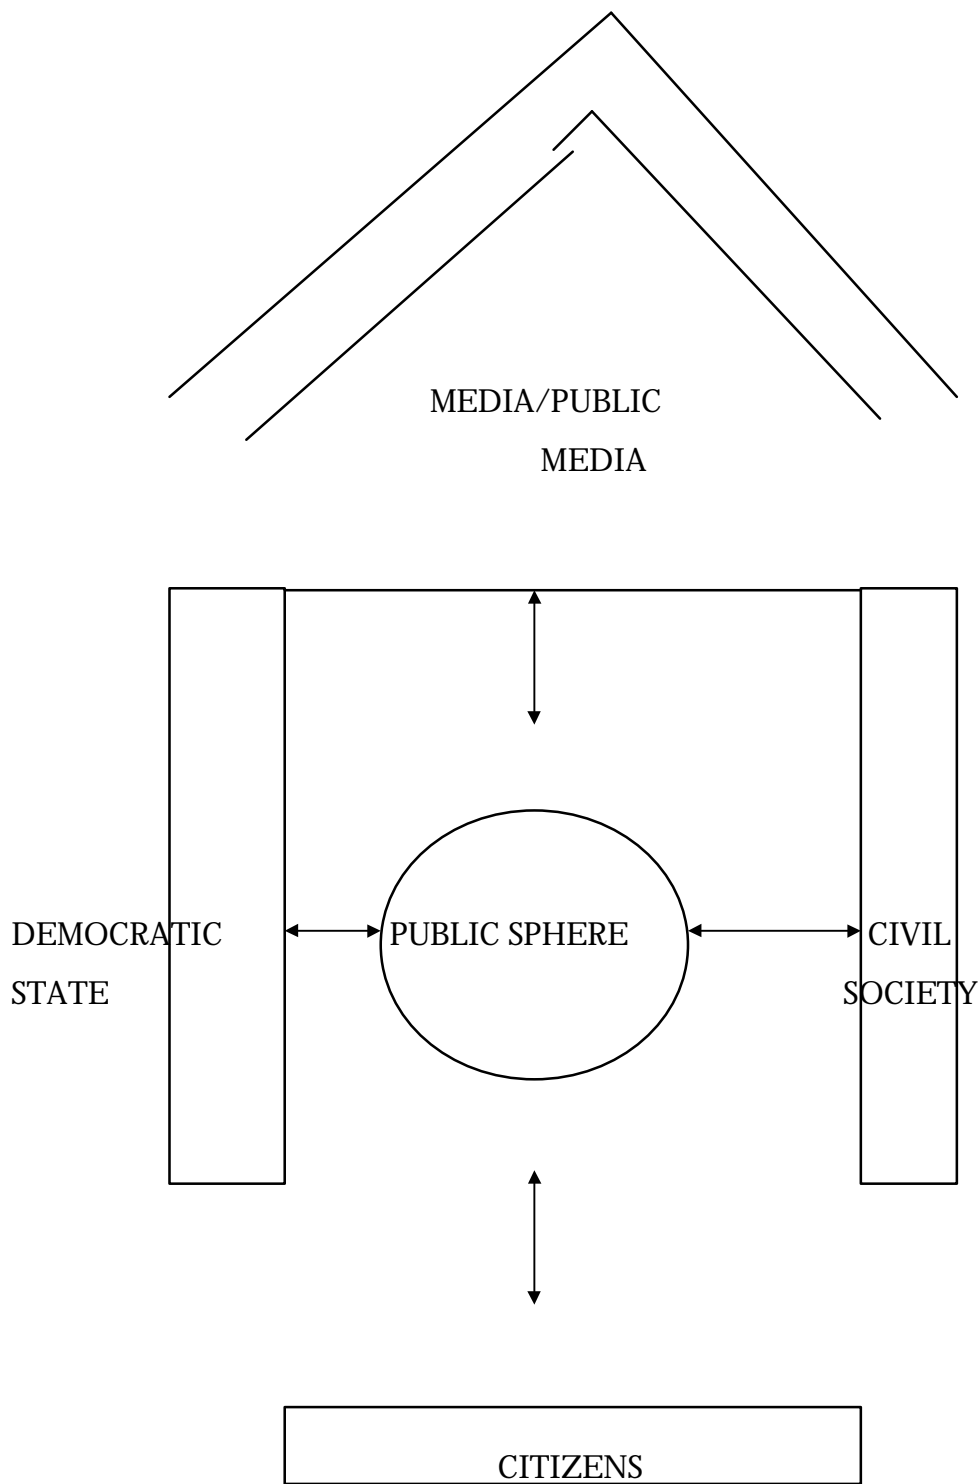 MEDIA/PUBLIC
MEDIA
DEMOCRATIC
STATE
PUBLIC SPHERE
CIVIL
SOCIETY
CITIZENS